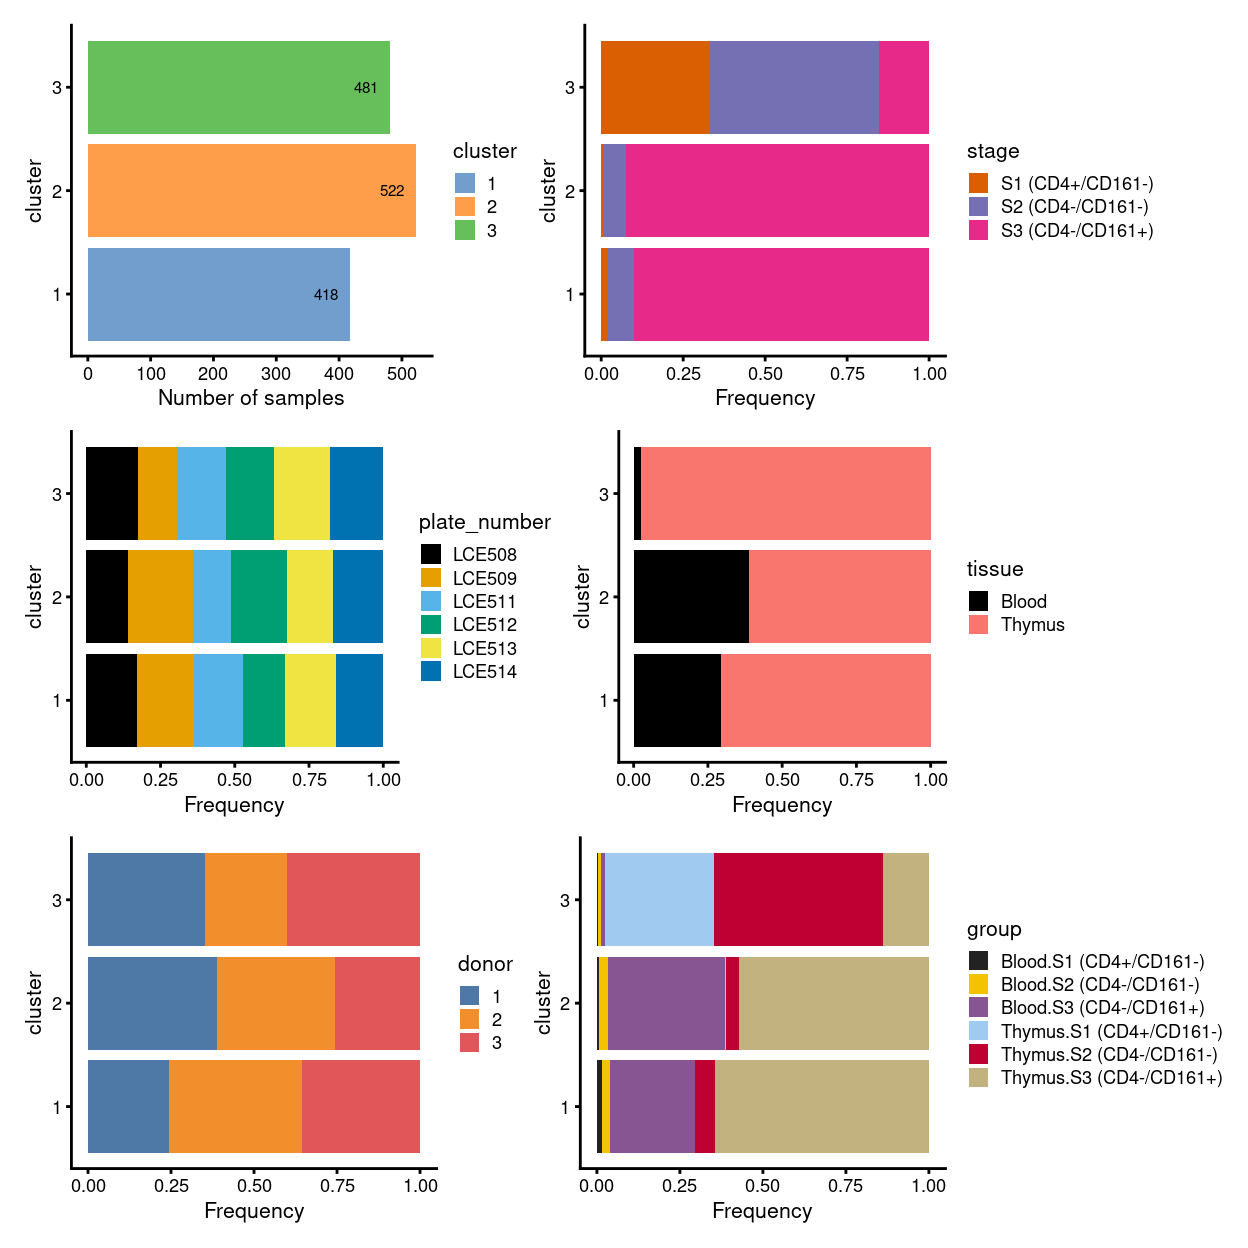 cluster
3
2
1
481
522
418
0 100 200 300 400 500
Number of samples
cluster
1
2
3
cluster
3
2
1
0.00 0.25 0.50 0.75 1.00
Frequency
stage
S1 (CD4+/CD161-)
S2 (CD4-/CD161-)
S3 (CD4-/CD161+)
cluster
3
2
1
0.00 0.25 0.50 0.75 1.00
Frequency
plate_number
LCE508
LCE509
LCE511
LCE512
LCE513
LCE514
cluster
3
2
1
0.00 0.25 0.50 0.75 1.00
Frequency
tissue
Blood
Thymus
cluster
3
2
1
0.00 0.25 0.50 0.75 1.00
Frequency
donor
1
2
3
cluster
3
2
1
0.00 0.25 0.50 0.75 1.00
Frequency
group
Blood.S1 (CD4+/CD161-)
Blood.S2 (CD4-/CD161-)
Blood.S3 (CD4-/CD161+)
Thymus.S1 (CD4+/CD161-)
Thymus.S2 (CD4-/CD161-)
Thymus.S3 (CD4-/CD161+)